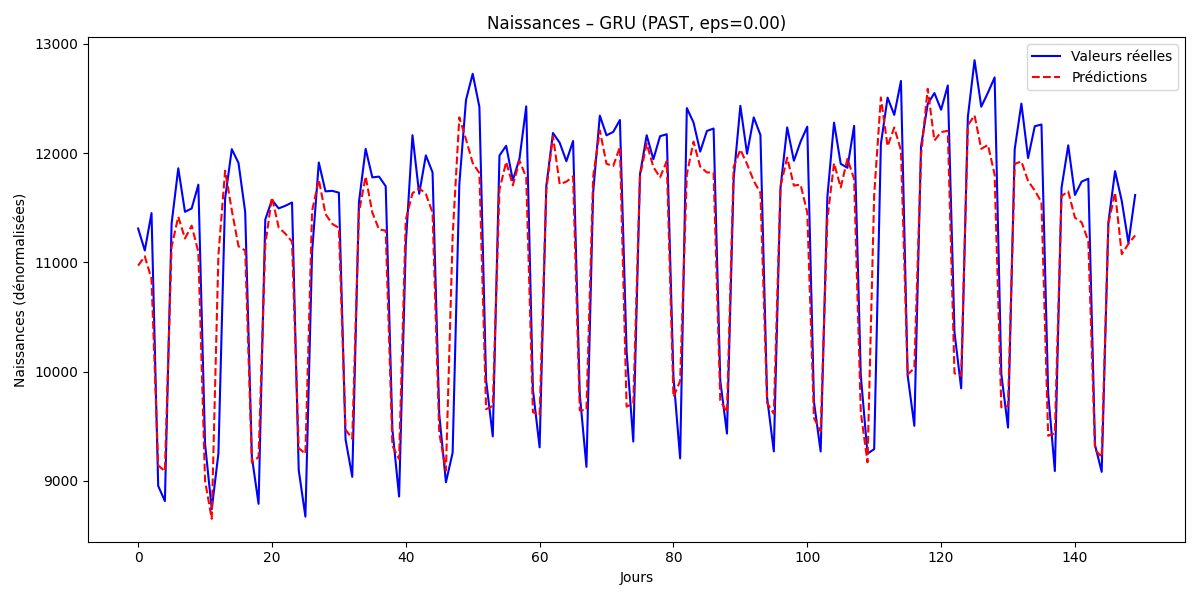 Naissances – GRU (PAST, eps=0.00)
Valeurs réelles
Prédictions
Naissances (dénormalisées)
13000
12000
11000
10000
9000
0 20 40 60 80 100 120 140
Jours